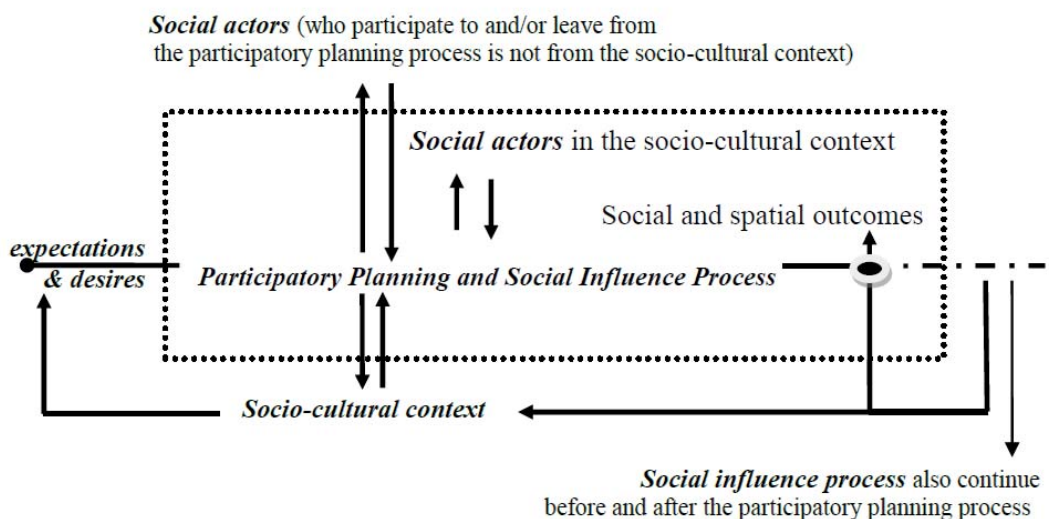 Social actors (who participate to and/or leave from
the participatory planning process is not from the socio-cultural context)
Social actors in the socio-cultural context
Social and spatial outcomes
expectations
& desires
Participatory Planning and Social Influence Process
Socio-cultural context
Social influence process also continue
before and after the participatory planning process